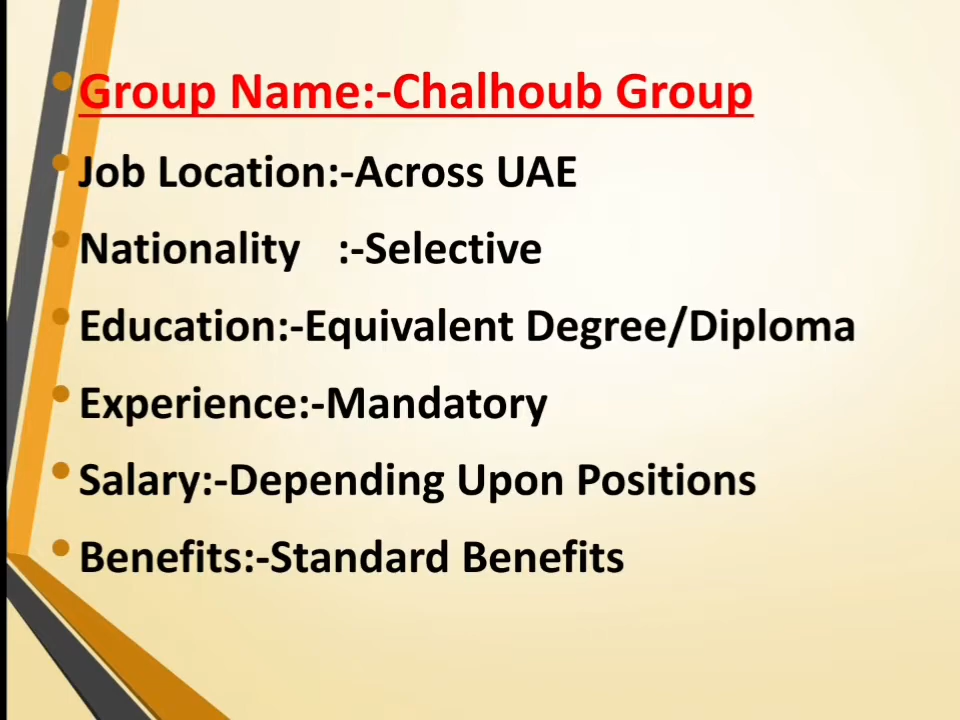 Group Name:-Chalhoub Group
Job Location:-Across UAE
Nationality :-Selective
Education:-Equivalent Degree/Diploma
Experience:-Mandatory
Salary:-Depending Upon Positions
Benefits:-Standard Benefits